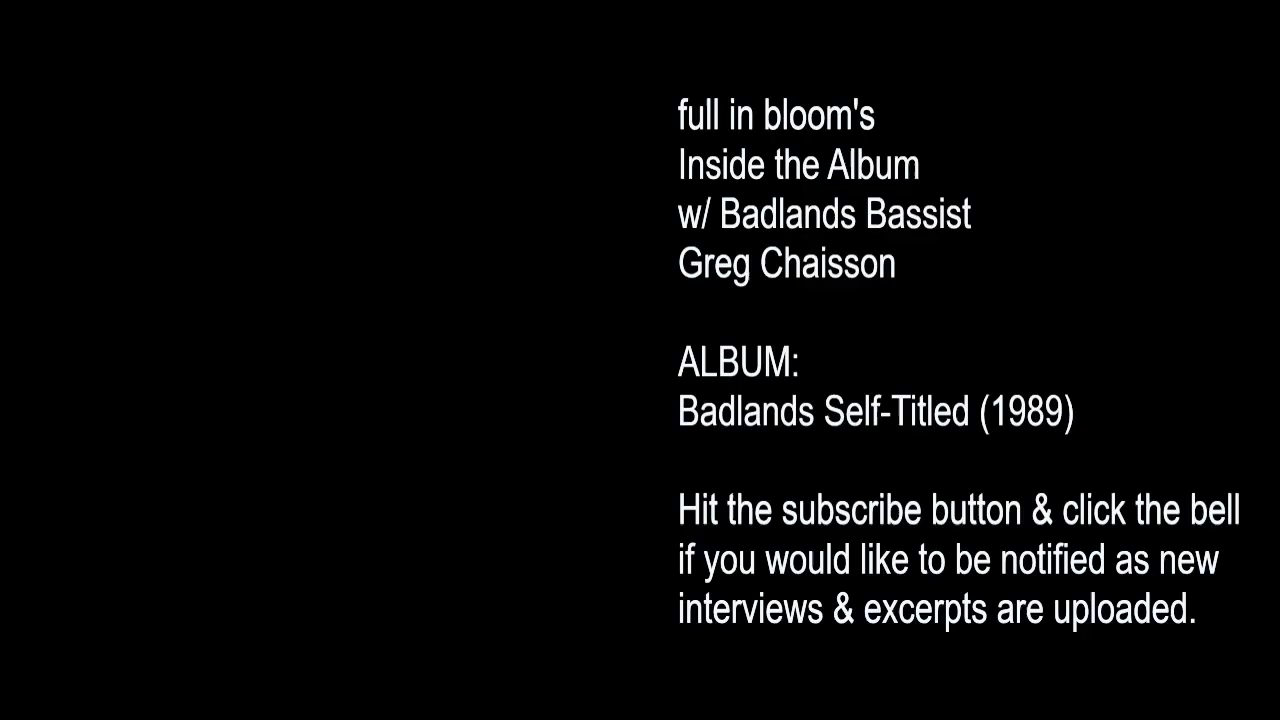 full in bloom's
Inside the Album
w/ Badlands Bassist
Greg Chaisson
ALBUM:
Badlands Self-Titled (1989)
Hit the subscribe button & click the bell
if you would like to be notified as new
interviews & excerpts are uploaded.